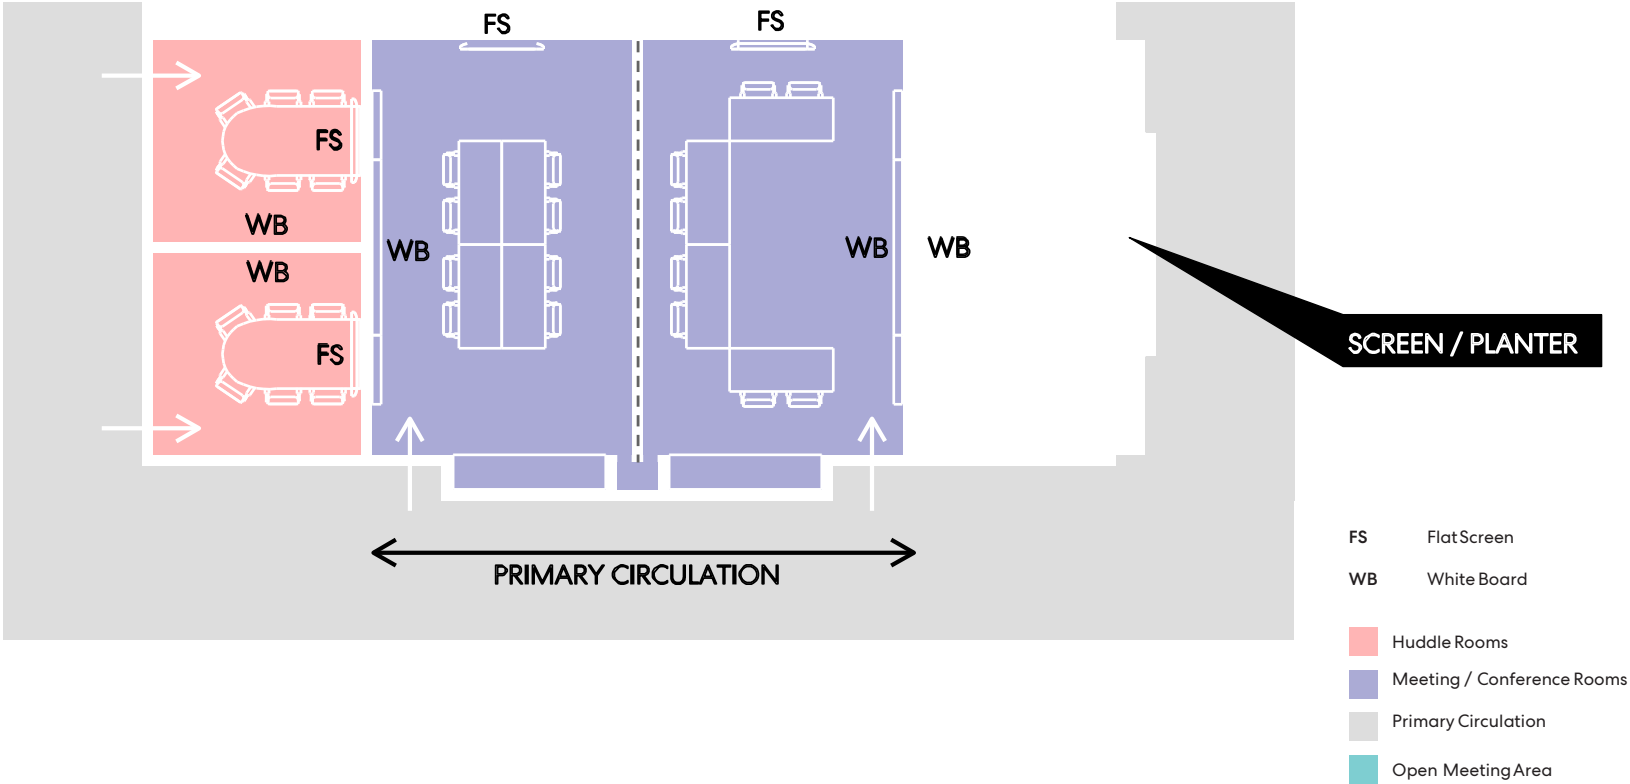 FS
FS
FS
WB
WB
FS
WB
WB
WB
SCREEN / PLANTER
PRIMARY CIRCULATION
FS Flat Screen
WB White Board
Huddle Rooms
Meeting / Conference Rooms
Primary Circulation
Open Meeting Area